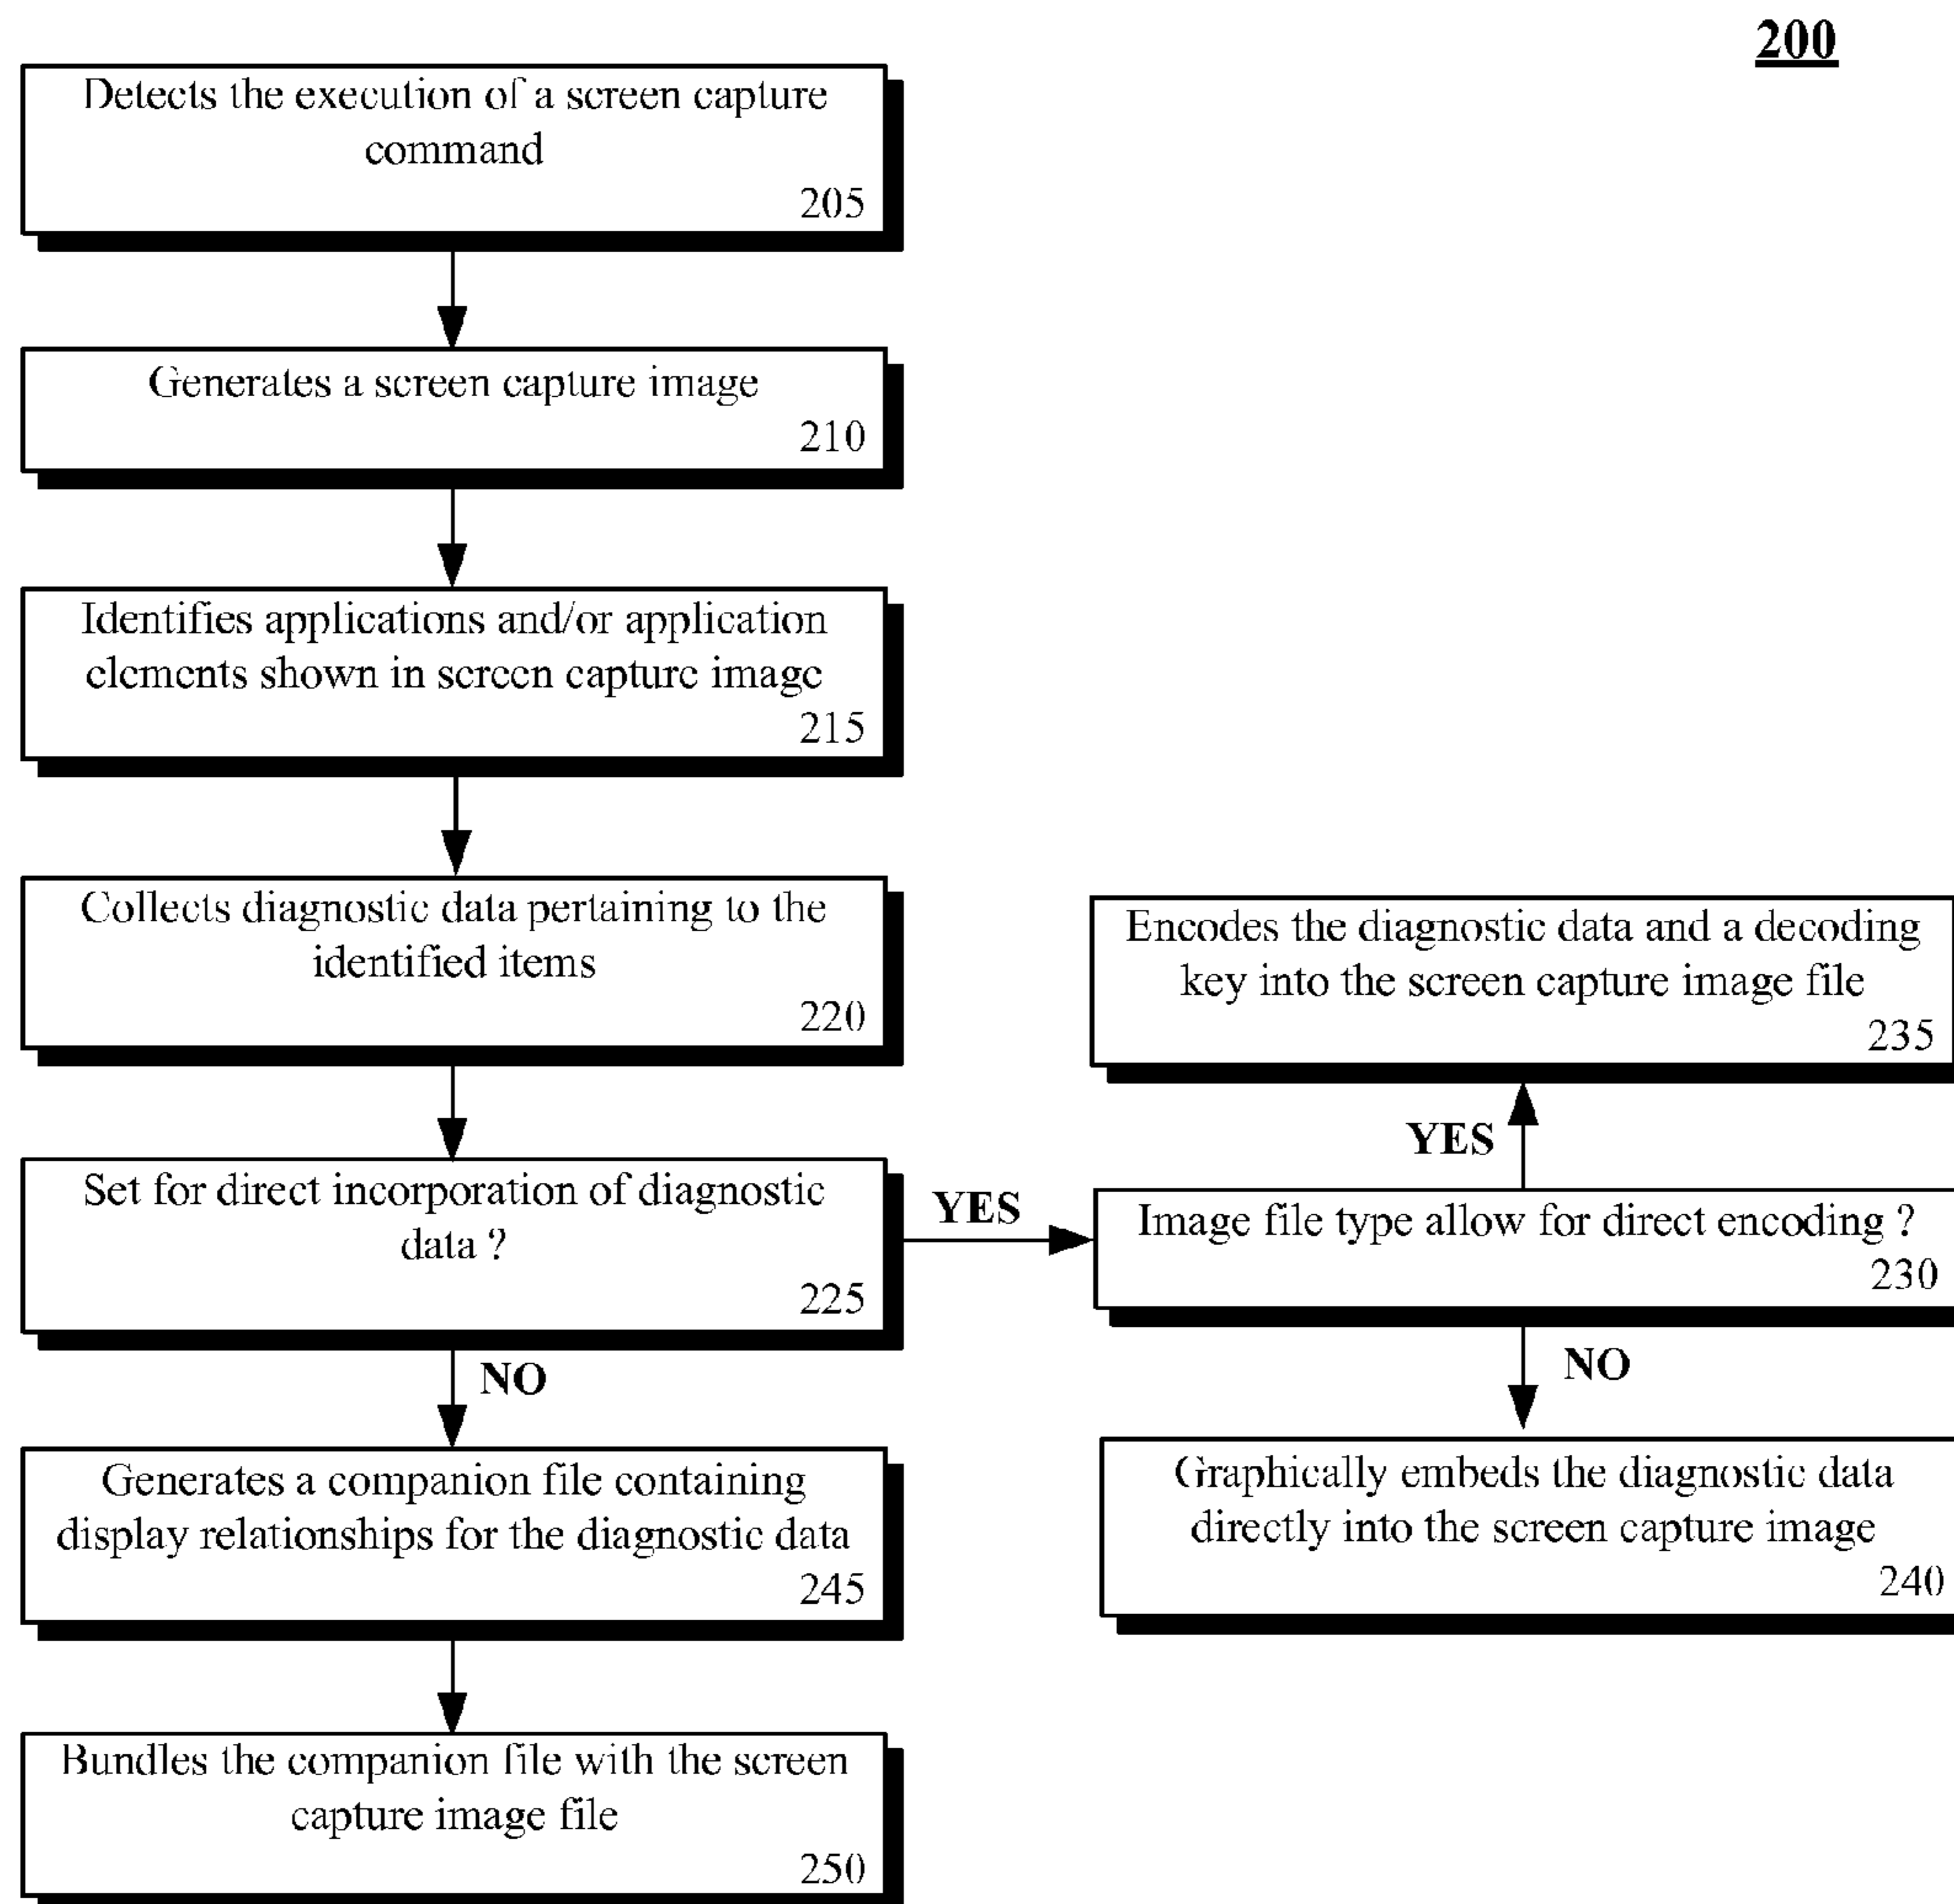 200
Detects the execution of a screen capture
command
205
Generates a screen capture image
210
Identifies applications and/or application
elements shown in screen capture image
215
Collects diagnostic data pertaining to the
identified items
220
Set for direct incorporation of diagnostic
data ?
225
YES
Image file type allow for direct encoding ?
230
YES
Encodes the diagnostic data and a decoding
key into the screen capture image file
235
NO
Graphically embeds the diagnostic data
directly into the screen capture image
240
NO
Generates a companion file containing
display relationships for the diagnostic data
245
Bundles the companion file with the screen
capture image file
250